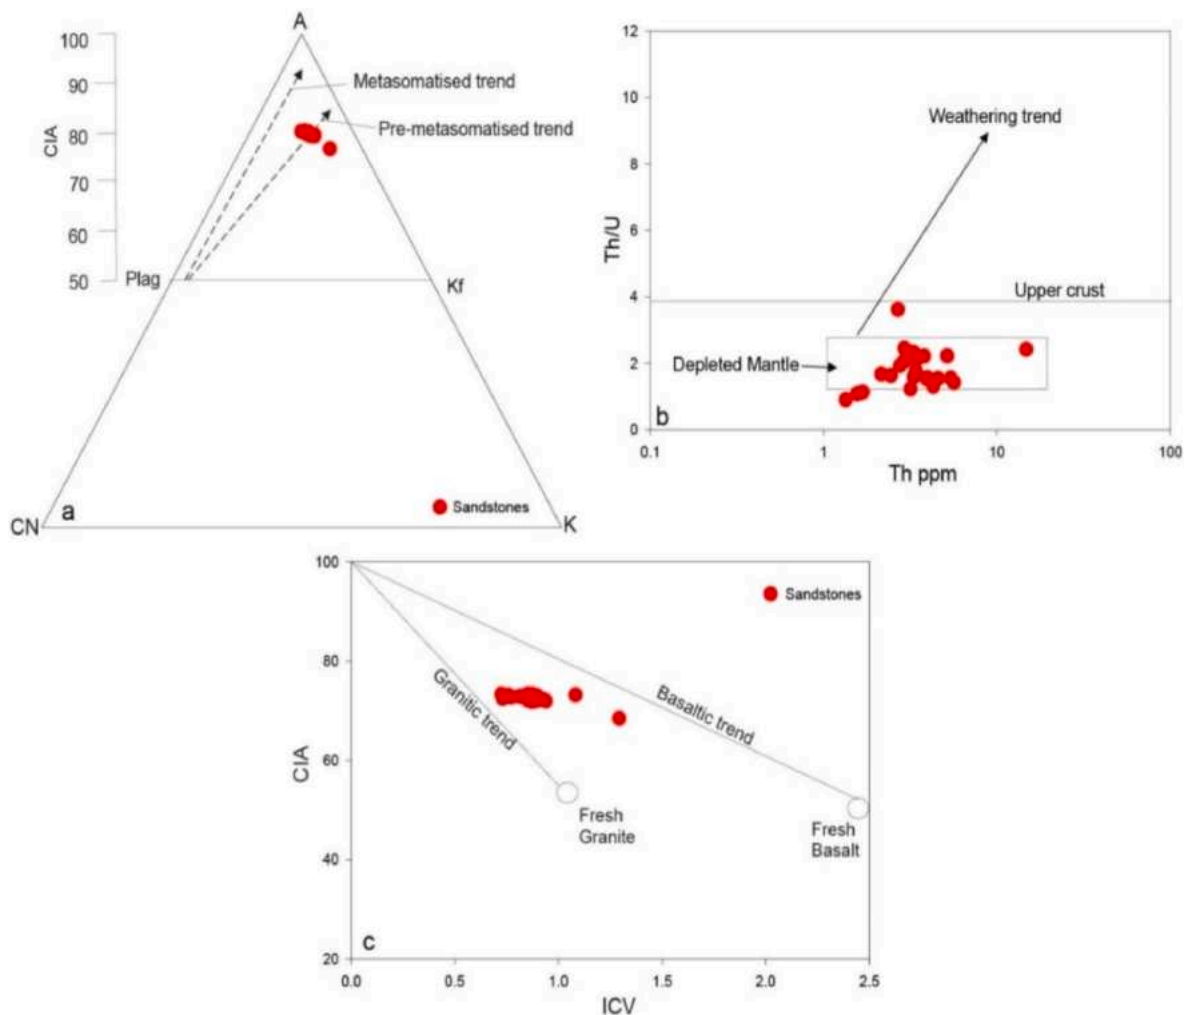 A
100
90
80
70
60
50
CIA
Metasomatised trend
Pre-metasomatised trend
Plag
Kf
CN
a
Sandstones
K
12
10
8
6
4
2
0
Th/U
Weathering trend
Upper crust
Depleted Mantle
b
0.1
1
10
100
Th ppm
100
80
60
40
20
CIA
Sandstones
Granitic trend
Basaltic trend
Fresh
Granite
Fresh
Basalt
c
0.0
0.5
1.0
1.5
2.0
2.5
ICV